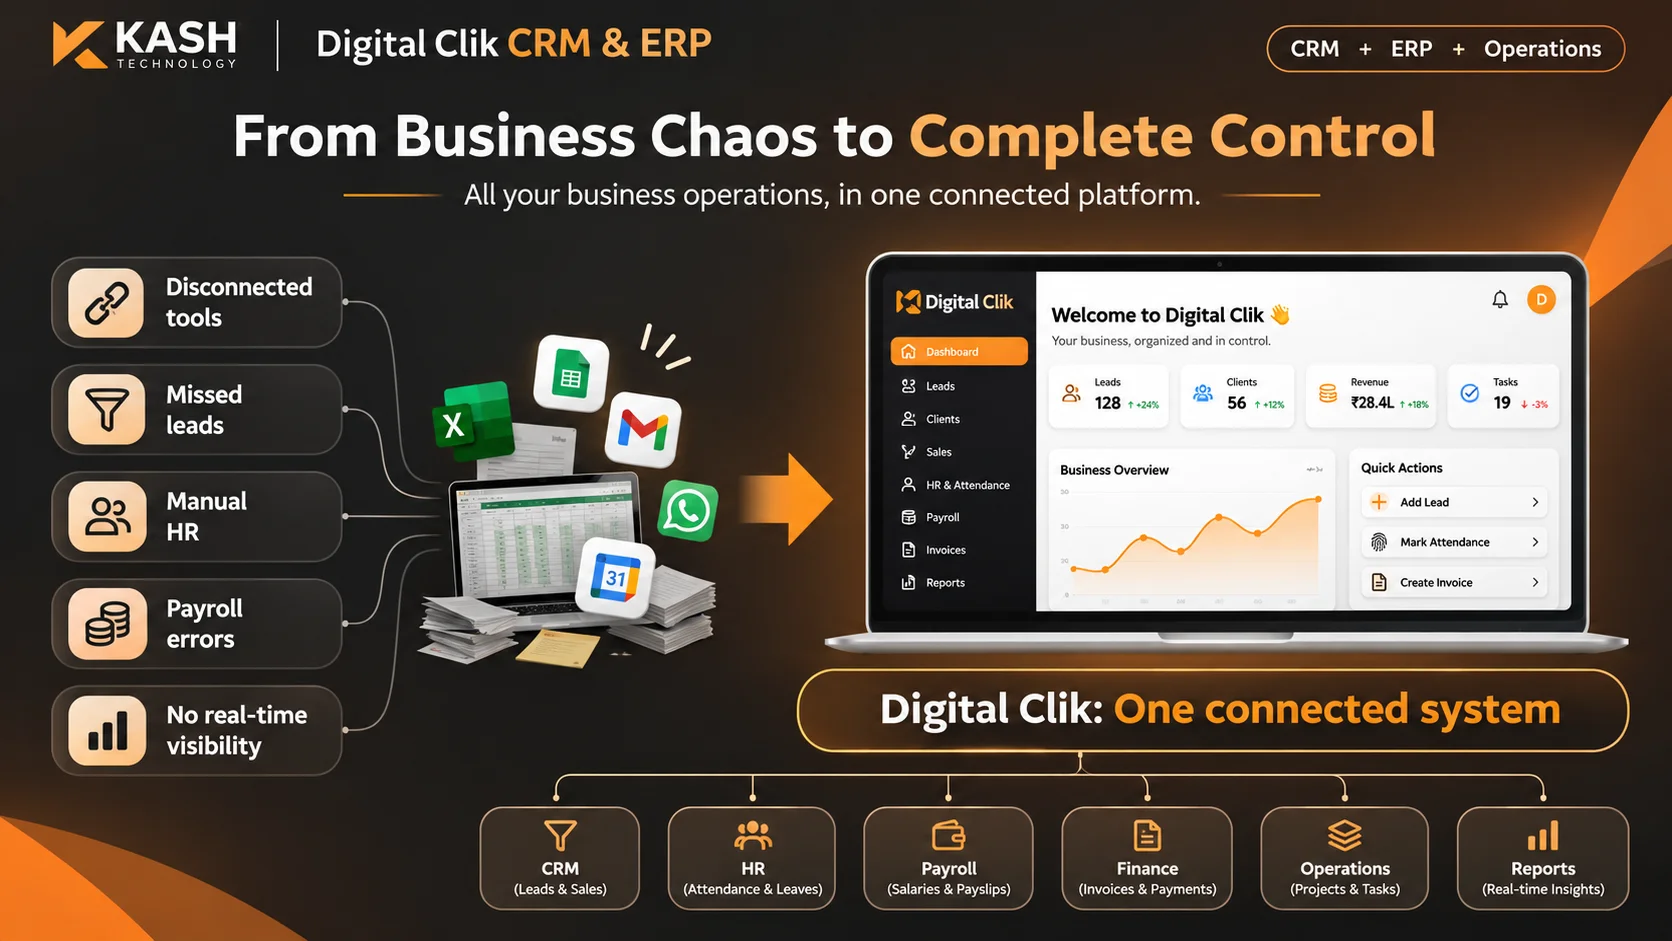 KASH
TECHNOLOGY
Digital Clik CRM & ERP
CRM + ERP + Operations
From Business Chaos to Complete Control
All your business operations, in one connected platform.
Disconnected
tools
Missed
leads
Manual
HR
Payroll
errors
No real-time
visibility
X
31
Digital Clik
Dashboard
Leads
Clients
Sales
HR & Attendance
Payroll
Invoices
Reports
Welcome to Digital Clik 👋
Your business, organized and in control.
D
Leads
128 ↑ +24%
Clients
56 ↑ +12%
Revenue
₹28.4L ↑ +18%
Tasks
19 ↓ -3%
Business Overview
Quick Actions
Add Lead
Mark Attendance
Create Invoice
Digital Clik: One connected system
CRM
(Leads & Sales)
HR
(Attendance & Leaves)
Payroll
(Salaries & Payslips)
Finance
(Invoices & Payments)
Operations
(Projects & Tasks)
Reports
(Real-time Insights)